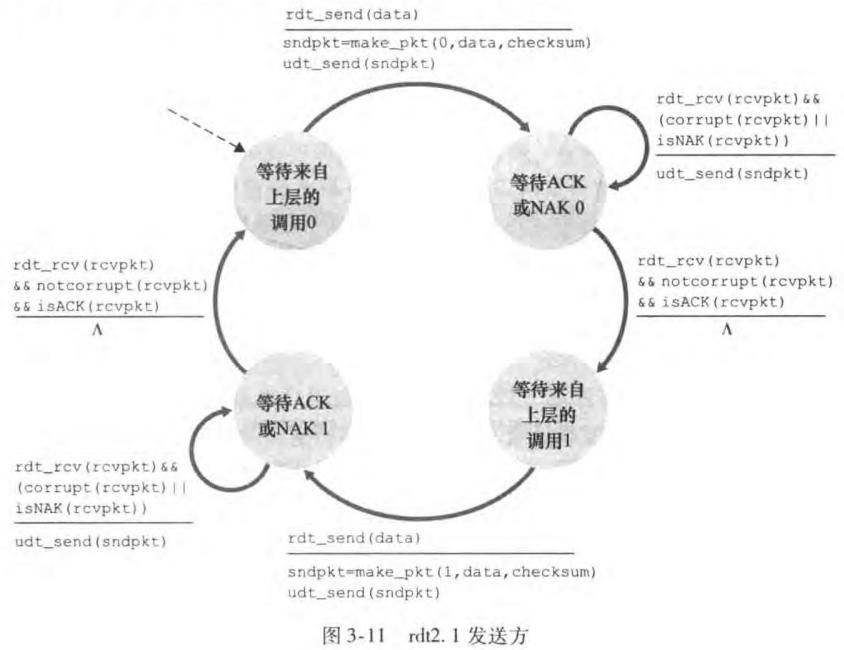 rdt_send(data)
sndpkt=make_pkt(0,data,checksum)
udt_send(sndpkt)
rdt_rcv(rcvpkt)&&
(corrupt(rcvpkt)||
isNAK(rcvpkt))
udt_send(sndpkt)
等待来自
上层的
调用0
等待ACK
或NAK 0
rdt_rcv(rcvpkt)
&&notcorrupt(rcvpkt)
&&isACK(rcvpkt)
Λ
rdt_rcv(rcvpkt)
&&notcorrupt(rcvpkt)
&&isACK(rcvpkt)
Λ
等待ACK
或NAK 1
等待来自
上层的
调用1
rdt_rcv(rcvpkt)&&
(corrupt(rcvpkt)||
isNAK(rcvpkt))
udt_send(sndpkt)
rdt_send(data)
sndpkt=make_pkt(1,data,checksum)
udt_send(sndpkt)
图 3-11 rdt2. 1 发送方